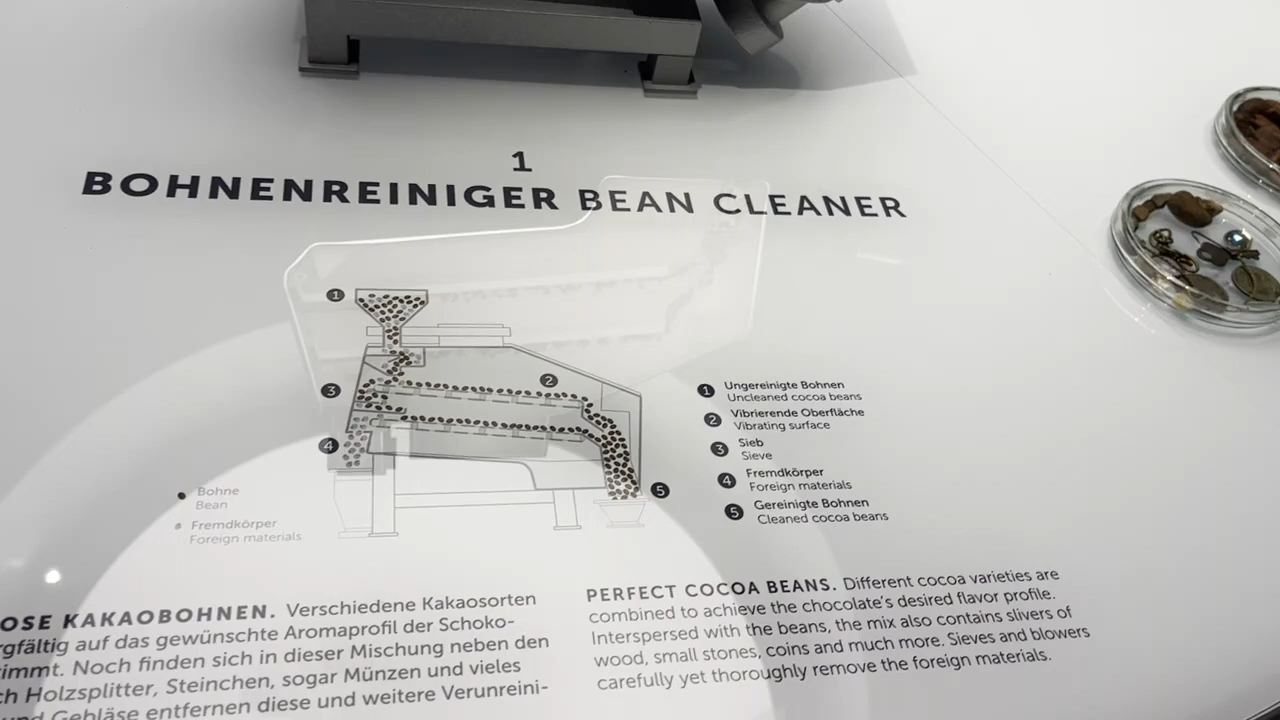 1
BOHNENREINIGER BEAN CLEANER
1
2
3
4
5
Bohne
Bean
Fremdkörper
Foreign materials
1 Ungereinigte Bohnen
Uncleaned cocoa beans
2 Vibrierende Oberfläche
Vibrating surface
3 Sieb
Sieve
4 Fremdkörper
Foreign materials
5 Gereinigte Bohnen
Cleaned cocoa beans
OSE KAKAOBOHNEN. Verschiedene Kakaosorten
rgfältig auf das gewünschte Aromaprofil der Schoko-
timmt. Noch finden sich in dieser Mischung neben den
ch Holzsplitter, Steinchen, sogar Münzen und vieles
und Gebläse entfernen diese und weitere Verunreini-
PERFECT COCOA BEANS. Different cocoa varieties are
combined to achieve the chocolate's desired flavor profile.
Interspersed with the beans, the mix also contains slivers of
wood, small stones, coins and much more. Sieves and blowers
carefully yet thoroughly remove the foreign materials.